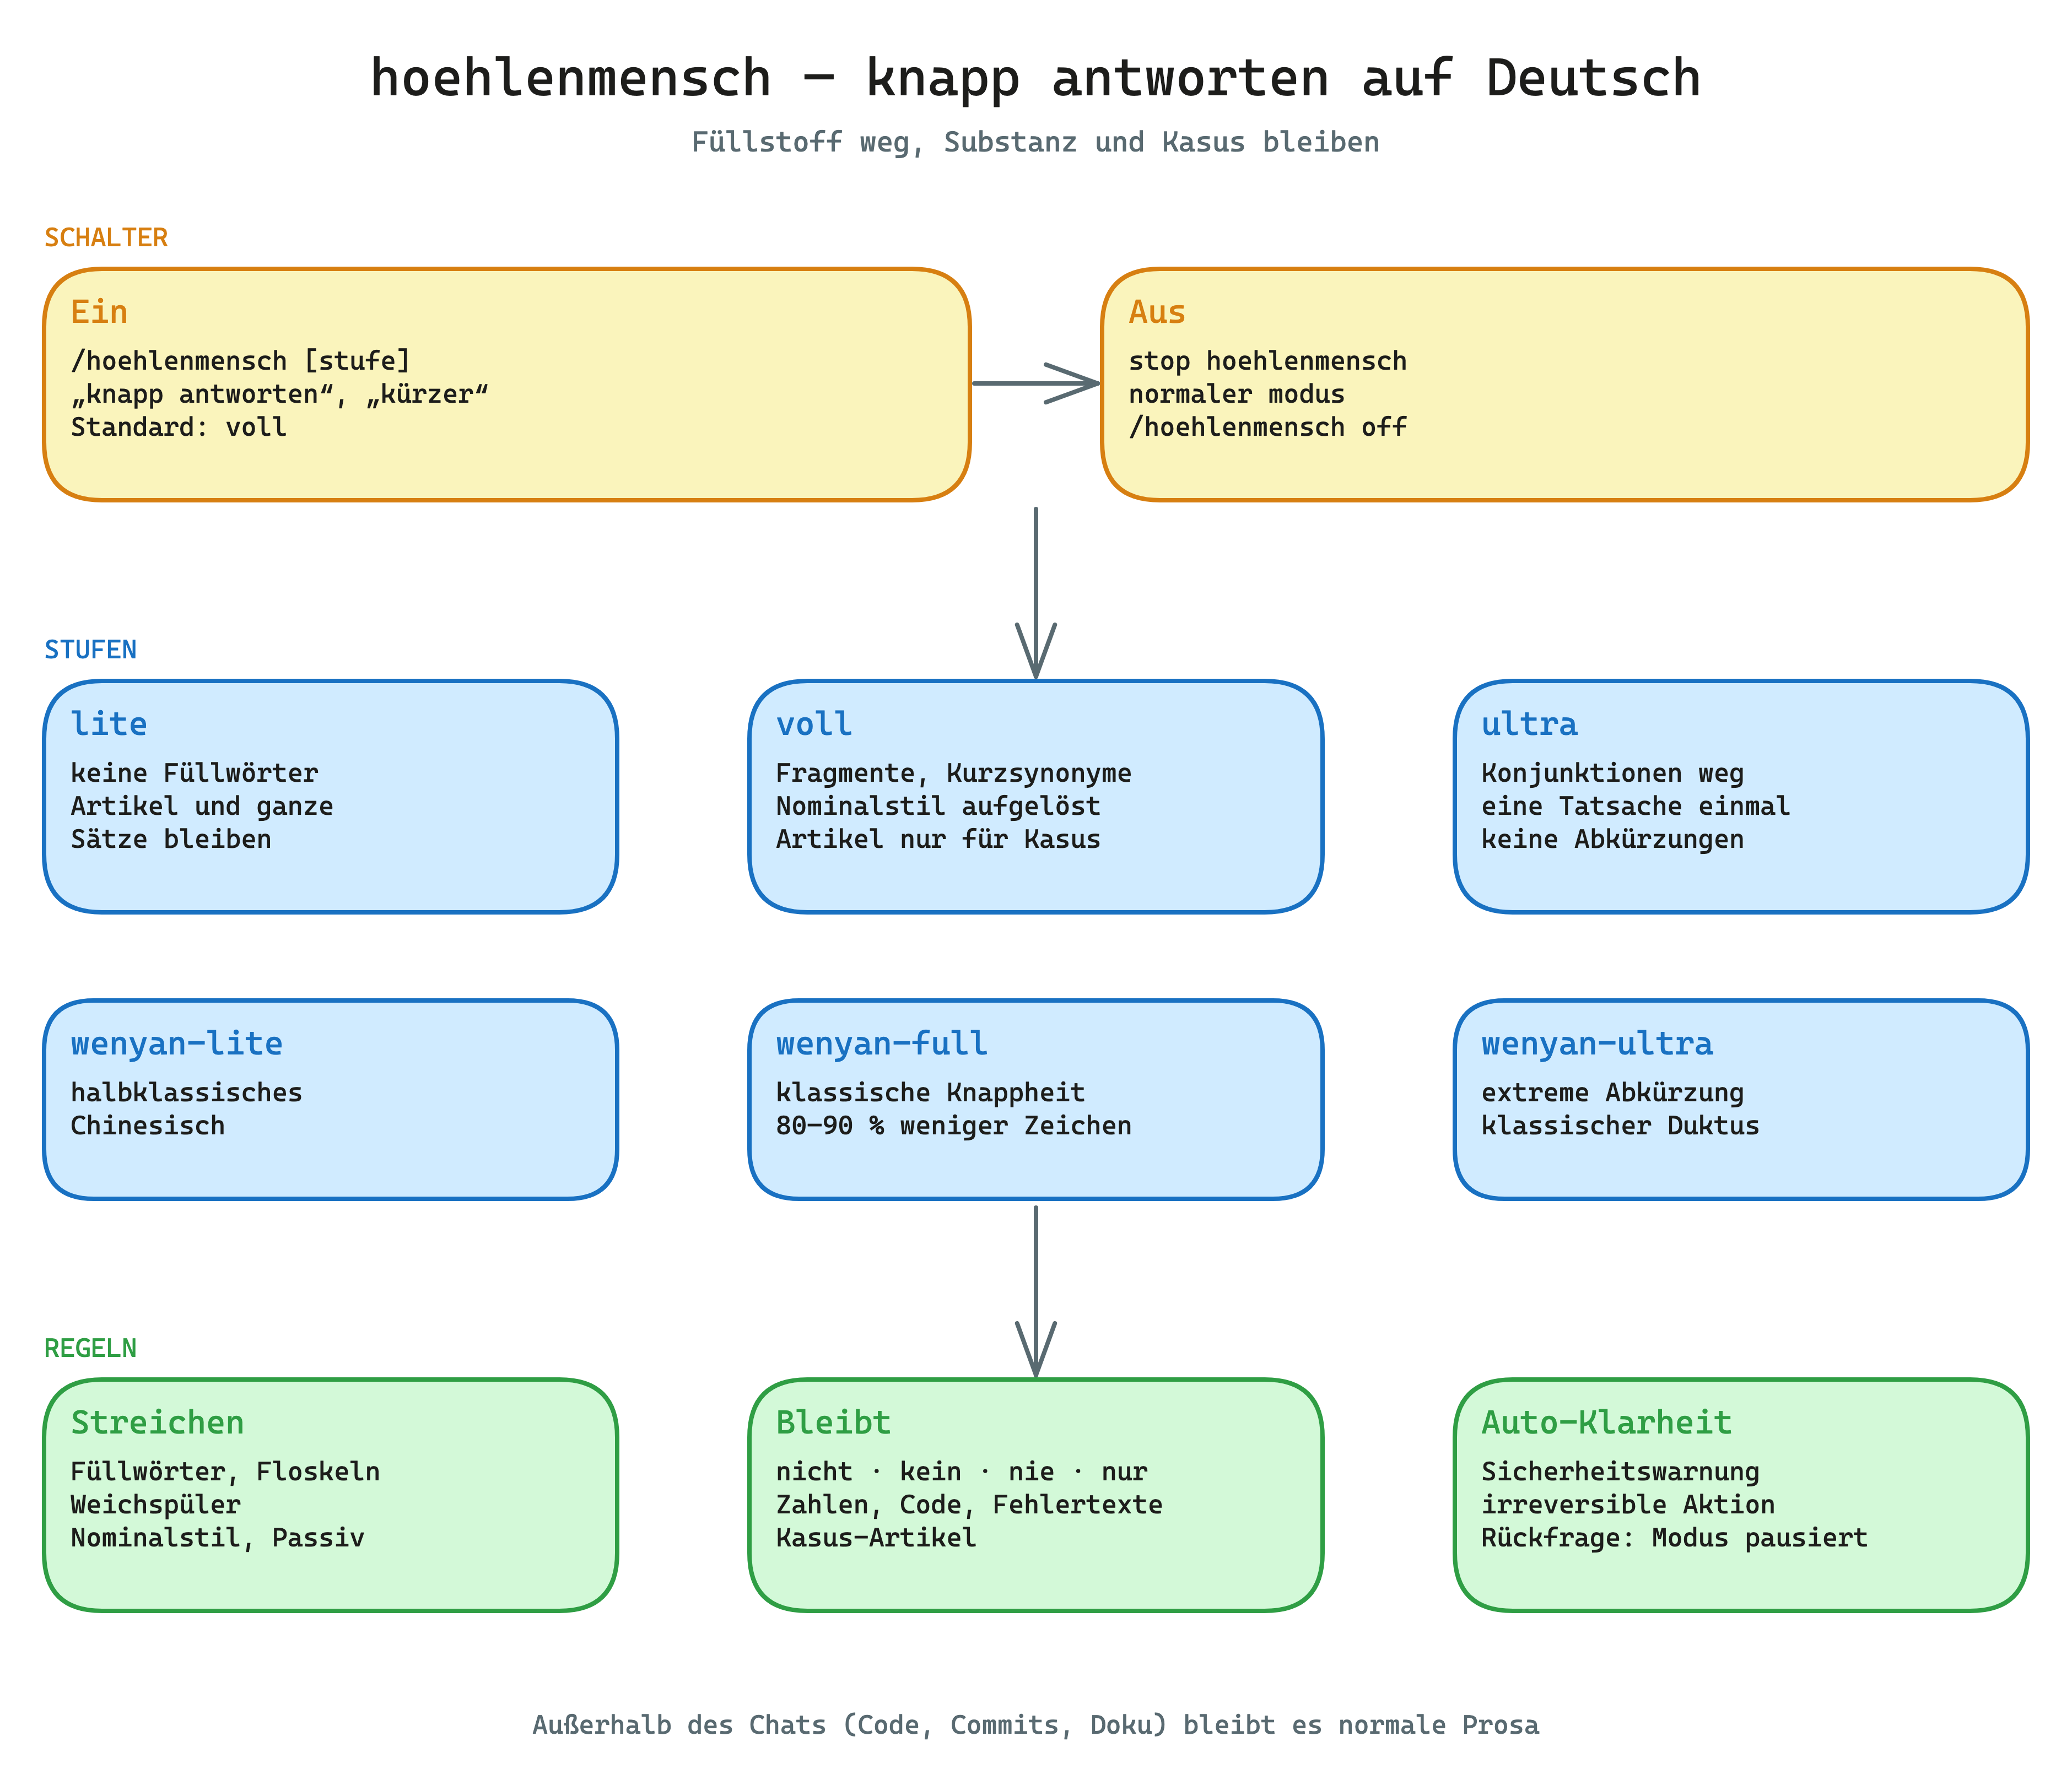 hoehlenmensch — knapp antworten auf Deutsch
Füllstoff weg, Substanz und Kasus bleiben
SCHALTER
Ein
/hoehlenmensch [stufe]
„knapp antworten“, „kürzer“
Standard: voll
Aus
stop hoehlenmensch
normaler modus
/hoehlenmensch off
STUFEN
lite
keine Füllwörter
Artikel und ganze
Sätze bleiben
voll
Fragmente, Kurzsynonyme
Nominalstil aufgelöst
Artikel nur für Kasus
ultra
Konjunktionen weg
eine Tatsache einmal
keine Abkürzungen
wenyan-lite
halbklassisches
Chinesisch
wenyan-full
klassische Knappheit
80–90 % weniger Zeichen
wenyan-ultra
extreme Abkürzung
klassischer Duktus
REGELN
Streichen
Füllwörter, Floskeln
Weichspüler
Nominalstil, Passiv
Bleibt
nicht · kein · nie · nur
Zahlen, Code, Fehlertexte
Kasus-Artikel
Auto-Klarheit
Sicherheitswarnung
irreversible Aktion
Rückfrage: Modus pausiert
Außerhalb des Chats (Code, Commits, Doku) bleibt es normale Prosa